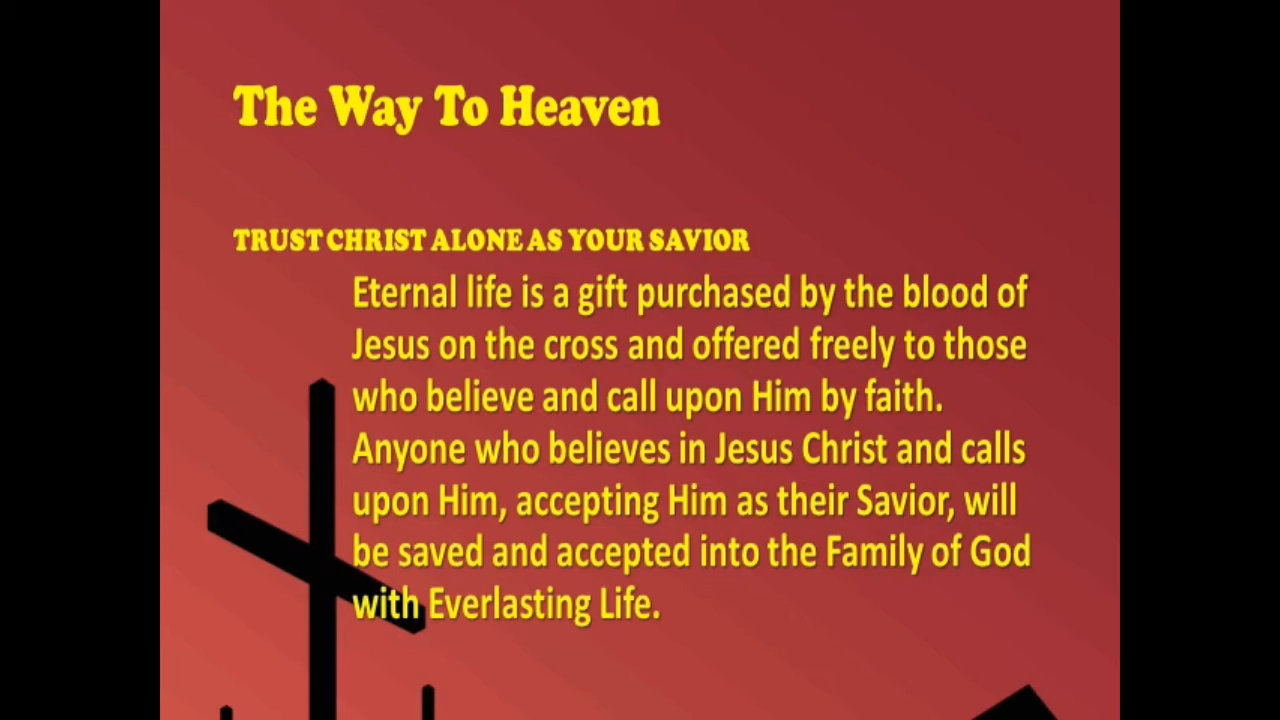 The Way To Heaven
TRUST CHRIST ALONE AS YOUR SAVIOR
Eternal life is a gift purchased by the blood of
Jesus on the cross and offered freely to those
who believe and call upon Him by faith.
Anyone who believes in Jesus Christ and calls
upon Him, accepting Him as their Savior, will
be saved and accepted into the Family of God
with Everlasting Life.